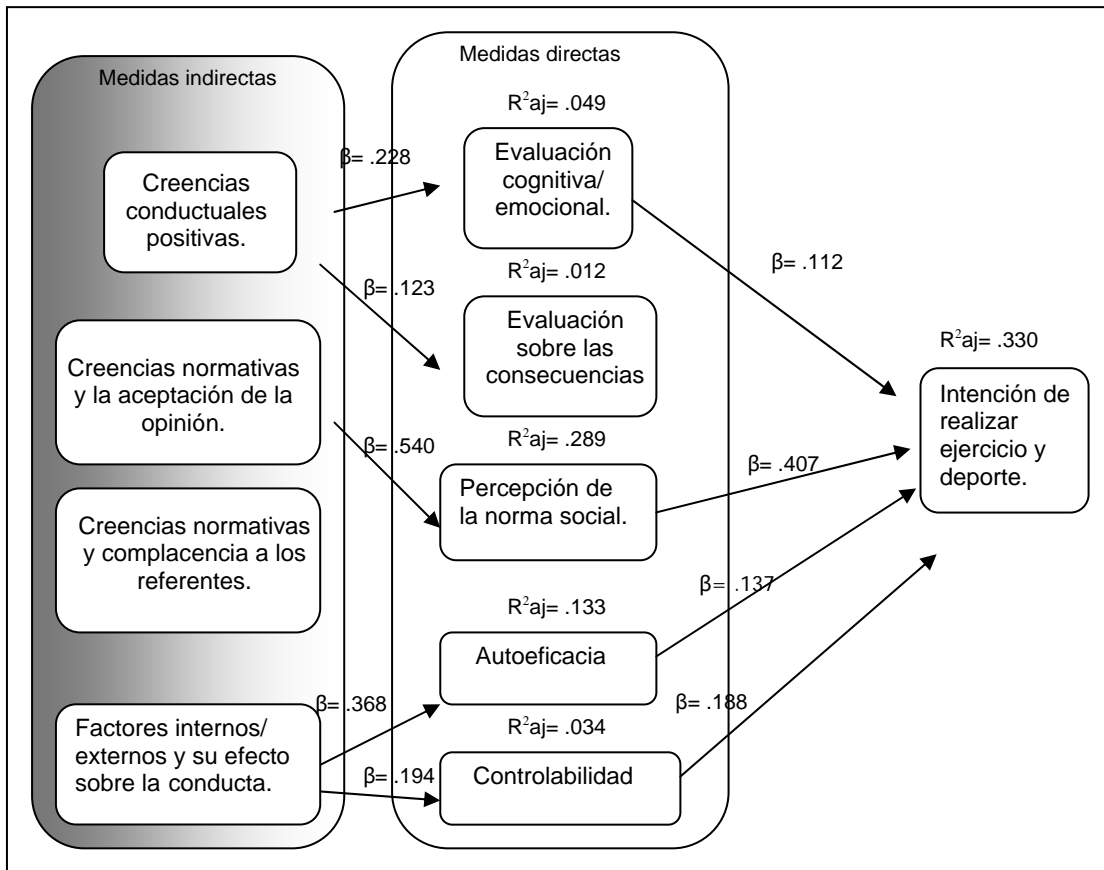 Medidas indirectas
Creencias
conductuales
positivas.
Creencias normativas
y la aceptación de la
opinión.
Creencias normativas
y complacencia a los
referentes.
Factores internos/
externos y su efecto
sobre la conducta.
β= .228
β= .123
β= .540
β= .368
β= .194
Medidas directas
R²aj= .049
Evaluación
cognitiva/
emocional.
R²aj= .012
Evaluación
sobre las
consecuencias
R²aj= .289
Percepción de
la norma social.
R²aj= .133
Autoeficacia
R²aj= .034
Controlabilidad
β= .112
β= .407
β= .137
β= .188
R²aj= .330
Intención de
realizar
ejercicio y
deporte.